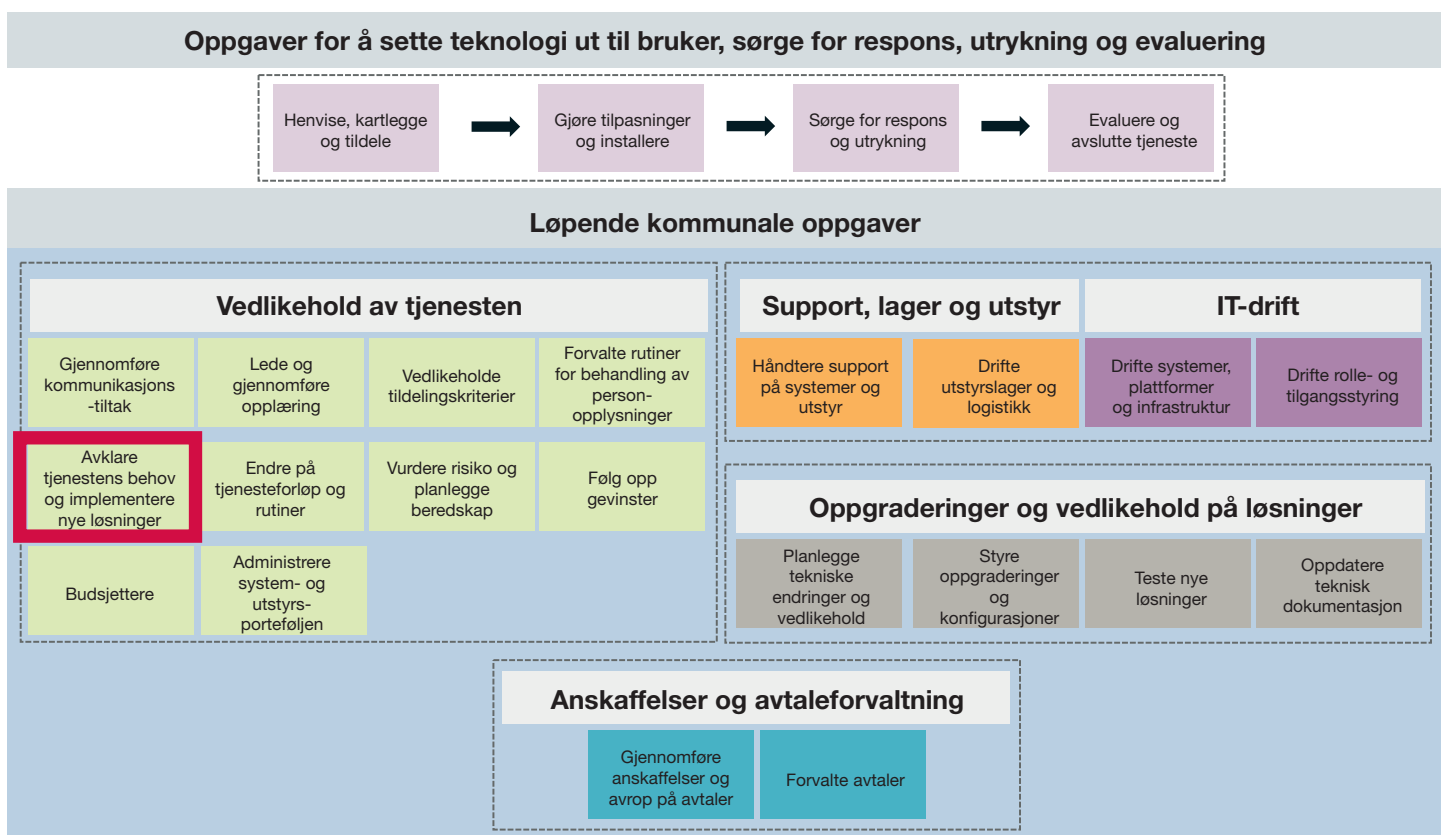 Oppgaver for å sette teknologi ut til bruker, sørge for respons, utrykning og evaluering
Henvise, kartlegge
og tildele
Gjøre tilpasninger
og installere
Sørge for respons
og utrykning
Evaluere og
avslutte tjeneste
Løpende kommunale oppgaver
Vedlikehold av tjenesten
Gjennomføre
kommunikasjons
-tiltak
Lede og
gjennomføre
opplæring
Vedlikeholde
tildelingskriterier
Forvalte rutiner
for behandling av
person-
opplysninger
Avklare
tjenestens behov
og implementere
nye løsninger
Endre på
tjenesteforløp og
rutiner
Vurdere risiko og
planlegge
beredskap
Følg opp
gevinster
Budsjettere
Administrere
system- og
utstyrs-
porteføljen
Support, lager og utstyr
IT-drift
Håndtere support
på systemer og
utstyr
Drifte
utstyrslager og
logistikk
Drifte systemer,
plattformer
og infrastruktur
Drifte rolle- og
tilgangsstyring
Oppgraderinger og vedlikehold på løsninger
Planlegge
tekniske
endringer og
vedlikehold
Styre
oppgraderinger
og
konfigurasjoner
Teste nye
løsninger
Oppdatere
teknisk
dokumentasjon
Anskaffelser og avtaleforvaltning
Gjennomføre
anskaffelser og
avrop på avtaler
Forvalte avtaler